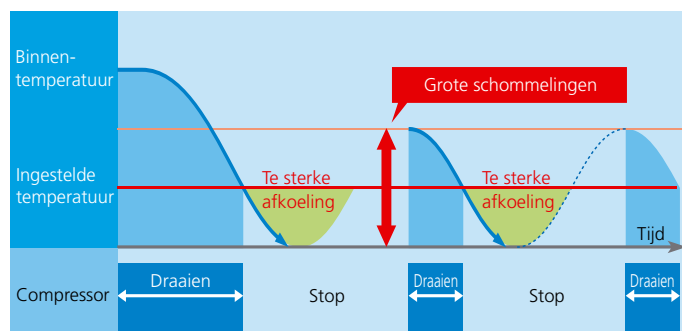 Binnen-
temperatuur
Grote schommelingen
Ingestelde
temperatuur
Te sterke
afkoeling
Te sterke
afkoeling
Tijd
Compressor
Draaien
Stop
Draaien
Stop
Draaien